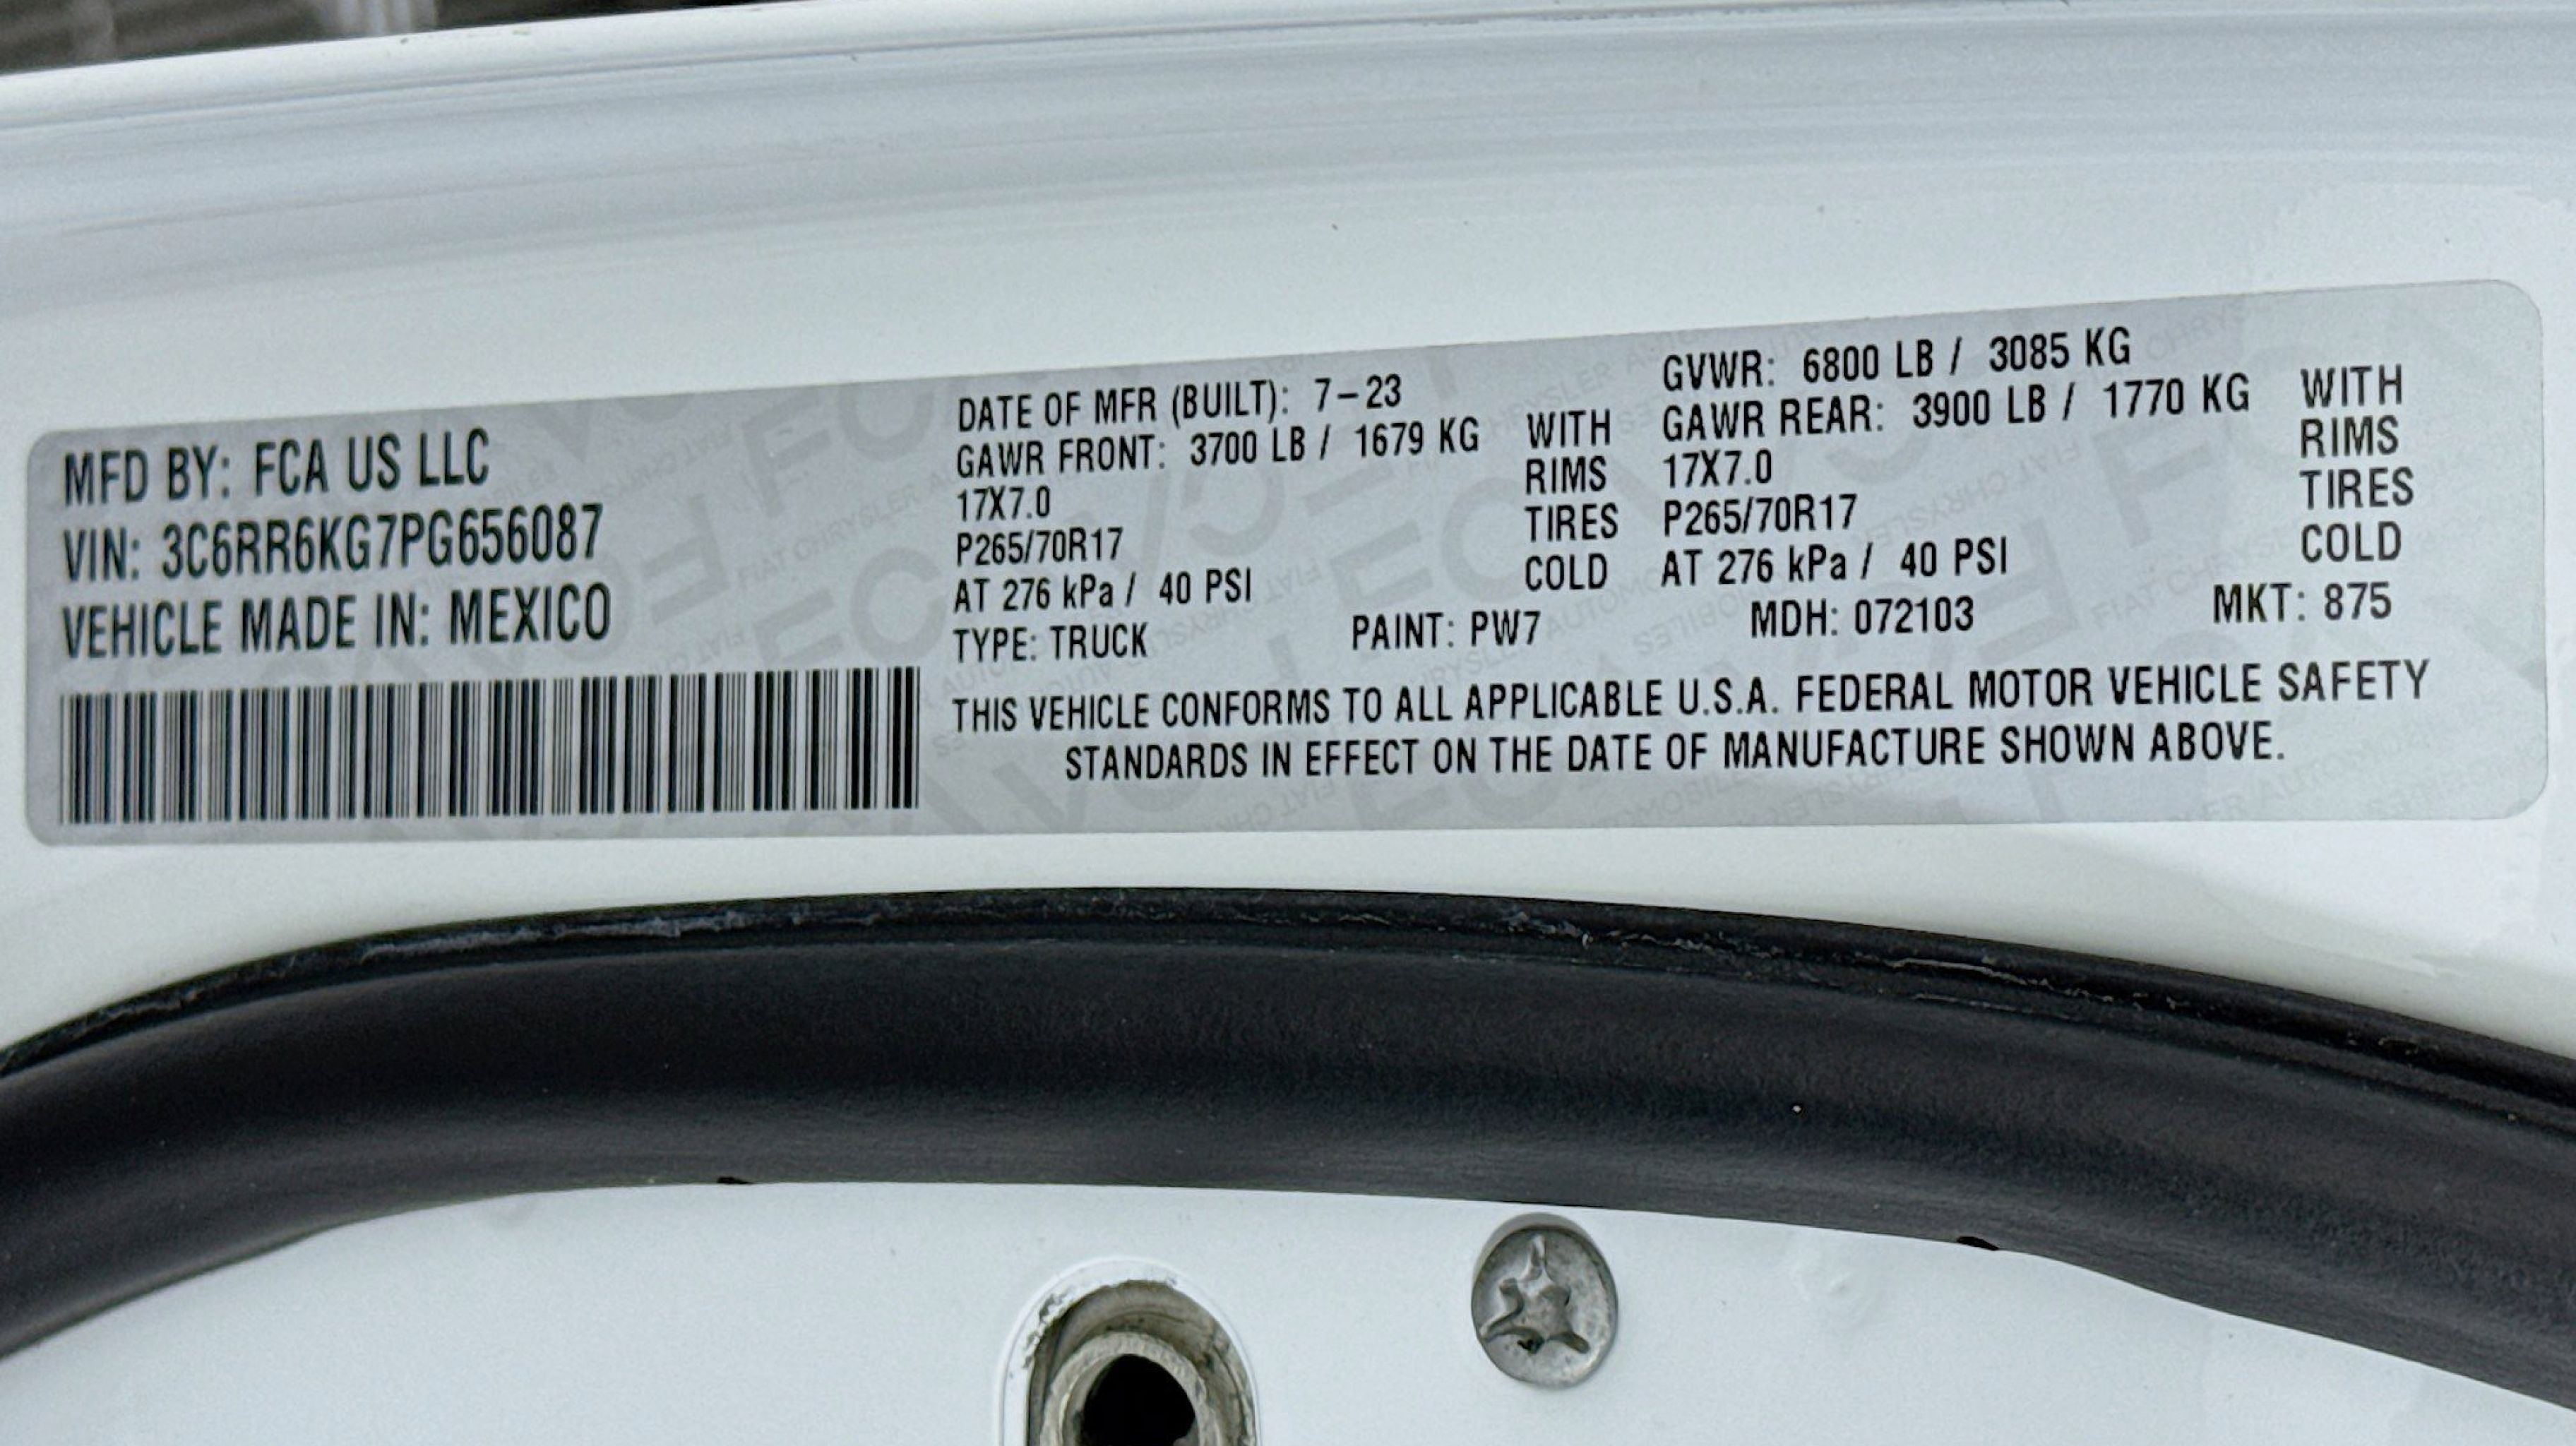 MFD BY: FCA US LLC
VIN: 3C6RR6KG7PG656087
VEHICLE MADE IN: MEXICO
DATE OF MFR (BUILT): 7-23
GAWR FRONT: 3700 LB / 1679 KG WITH
17X7.0 RIMS
P265/70R17 TIRES
AT 276 kPa / 40 PSI COLD
GVWR: 6800 LB / 3085 KG
GAWR REAR: 3900 LB / 1770 KG WITH
17X7.0 RIMS
P265/70R17 TIRES
AT 276 kPa / 40 PSI COLD
TYPE: TRUCK PAINT: PW7 MDH: 072103 MKT: 875
THIS VEHICLE CONFORMS TO ALL APPLICABLE U.S.A. FEDERAL MOTOR VEHICLE SAFETY
STANDARDS IN EFFECT ON THE DATE OF MANUFACTURE SHOWN ABOVE.